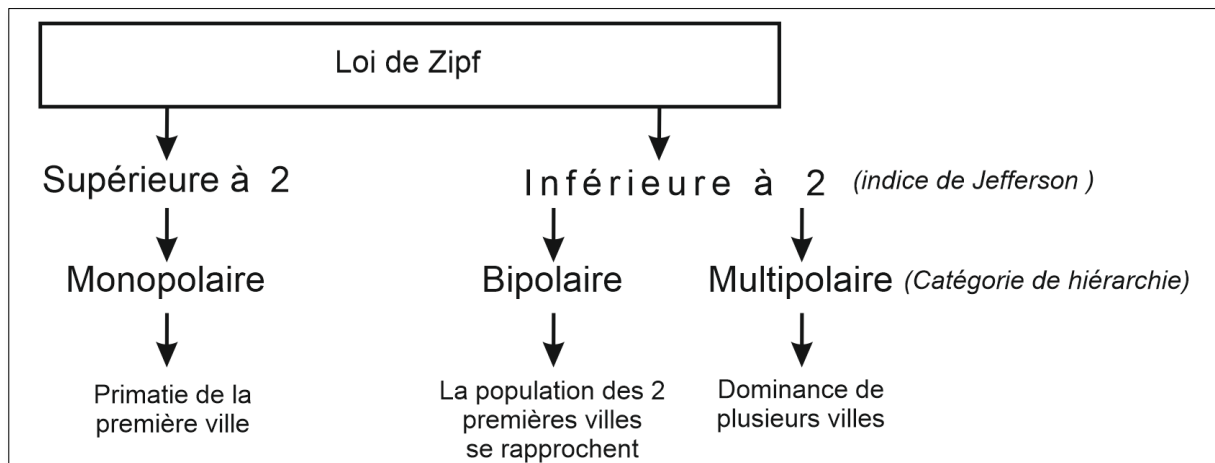 Loi de Zipf
Supérieure à 2
Inférieure à 2
(indice de Jefferson )
Monopolaire
Bipolaire
Multipolaire
(Catégorie de hiérarchie)
Primatie de la
première ville
La population des 2
premières villes
se rapprochent
Dominance de
plusieurs villes